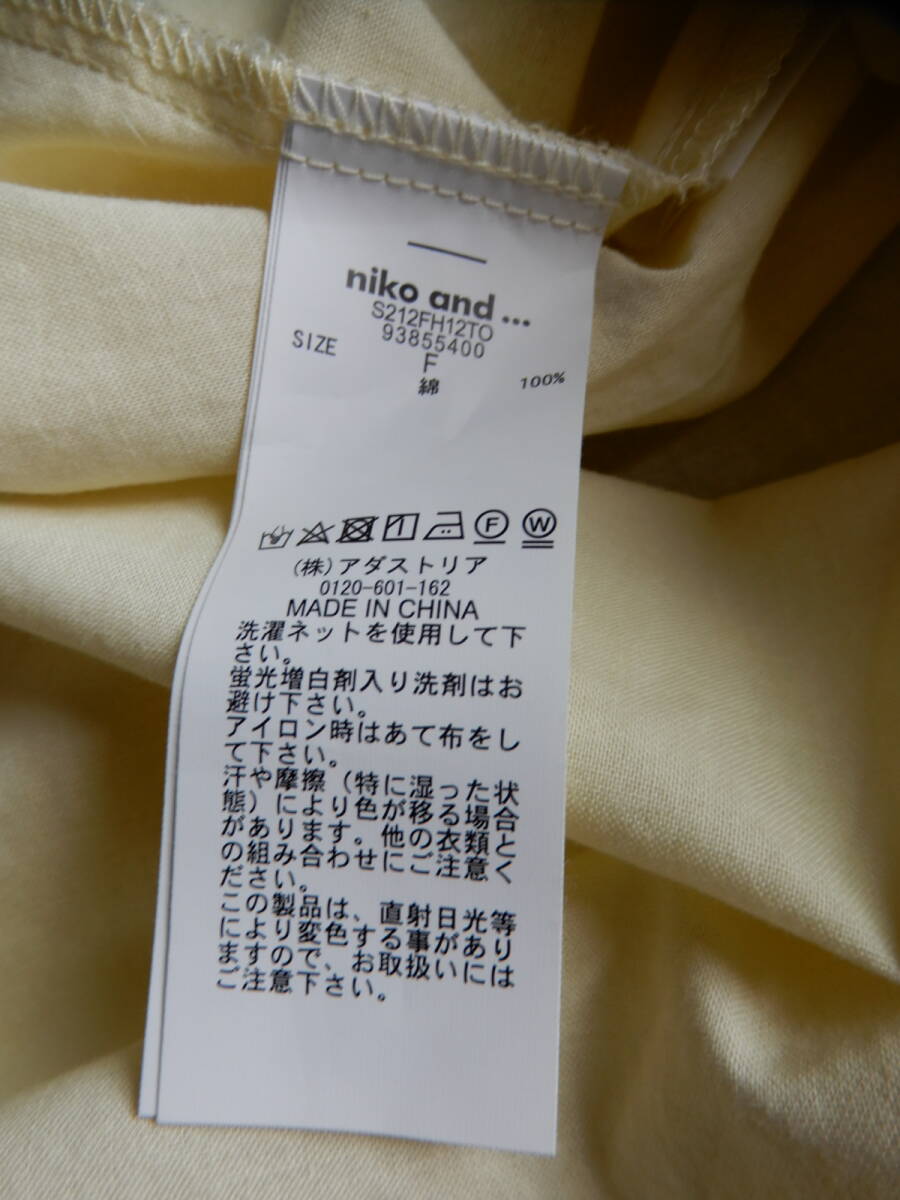 niko and ...
S212FH12TO
93855400
SIZE F
綿 100%
F W
(株)アダストリア
0120-601-162
MADE IN CHINA
洗濯ネットを使用して下
さい。
蛍光増白剤入り洗剤はお
避け下さい。
アイロン時はあて布をし
て下さい。
汗や摩擦（特に湿った状
態）により色が移る場合
があります。他の衣類と
の組み合わせにご注意く
ださい。
この製品は、直射日光等
により変色する事があり
ますので、お取扱いには
ご注意下さい。